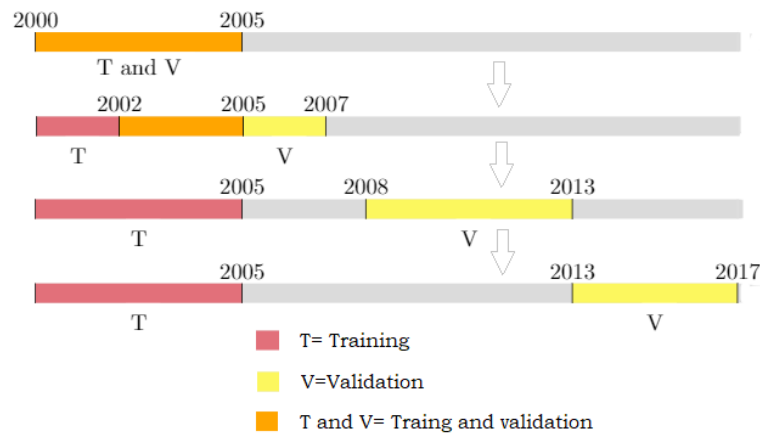 2000 2005
T and V
2002 2005 2007
T V
2005 2008 2013
T V
2005 2013 2017
T V
T= Training
V=Validation
T and V= Traing and validation